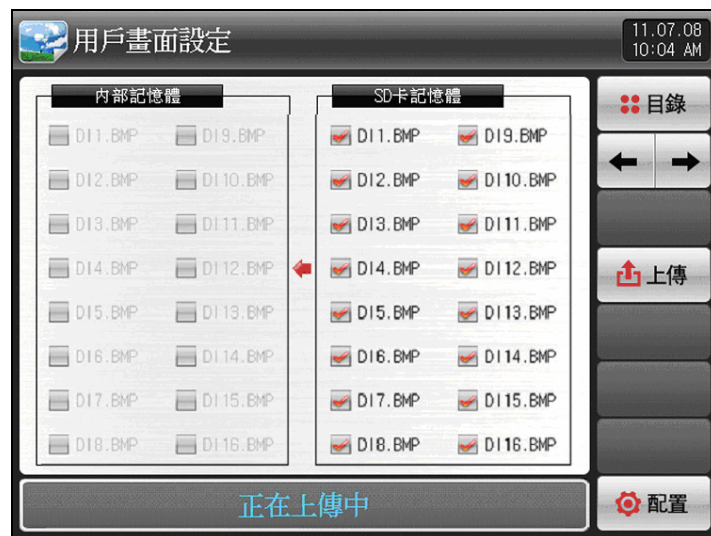 用戶畫面設定
11.07.08
10:04 AM
內部記憶體
DI1.BMP DI9.BMP
DI2.BMP DI10.BMP
DI3.BMP DI11.BMP
DI4.BMP DI12.BMP
DI5.BMP DI13.BMP
DI6.BMP DI14.BMP
DI7.BMP DI15.BMP
DI8.BMP DI16.BMP
SD卡記憶體
DI1.BMP DI9.BMP
DI2.BMP DI10.BMP
DI3.BMP DI11.BMP
DI4.BMP DI12.BMP
DI5.BMP DI13.BMP
DI6.BMP DI14.BMP
DI7.BMP DI15.BMP
DI8.BMP DI16.BMP
目錄
上傳
配置
正在上傳中